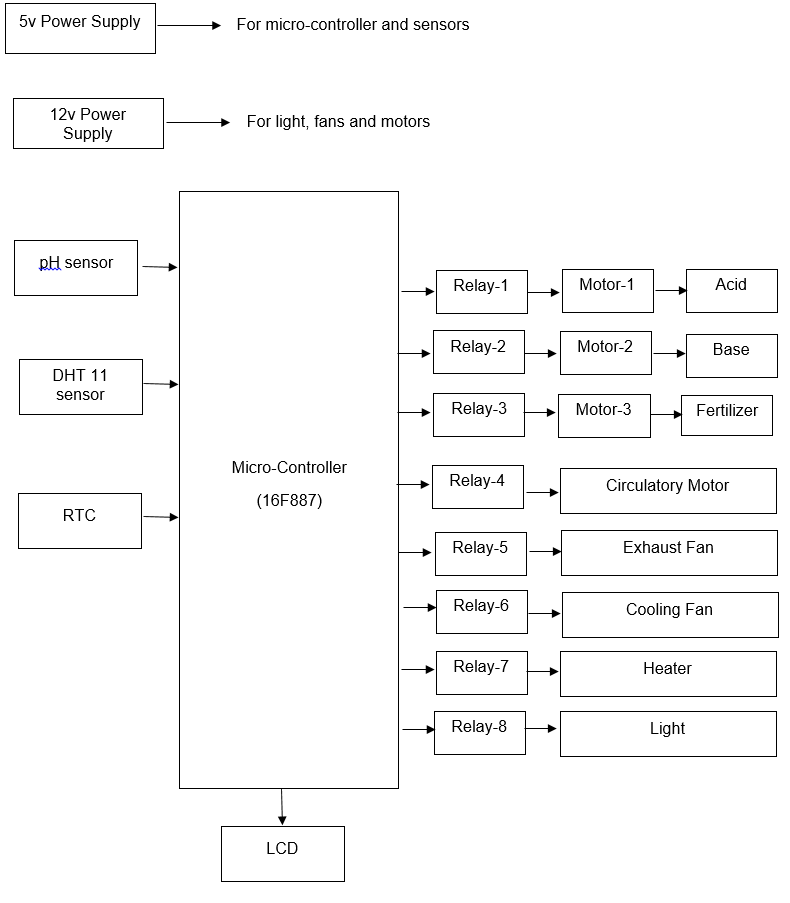 5v Power Supply
For micro-controller and sensors
12v Power
Supply
For light, fans and motors
pH sensor
DHT 11
sensor
RTC
Micro-Controller
(16F887)
Relay-1
Motor-1
Acid
Relay-2
Motor-2
Base
Relay-3
Motor-3
Fertilizer
Relay-4
Circulatory Motor
Relay-5
Exhaust Fan
Relay-6
Cooling Fan
Relay-7
Heater
Relay-8
Light
LCD